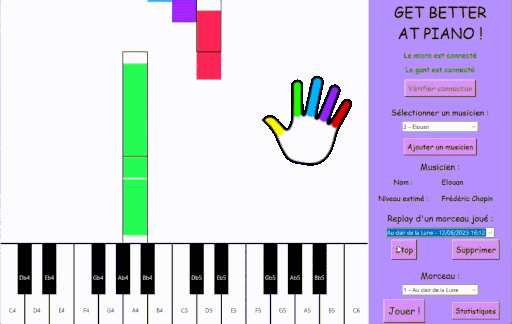 GET BETTER
AT PIANO !
Le micro est connecté
Le gant est connecté
Vérifier connection
Sélectionner un musicien :
3 - Elouan
Ajouter un musicien
Musicien :
Nom : Elouan
Niveau estimé : Frédéric Chopin
Replay d'un morceau joué :
Au clair de la Lune - 12/06/2023 16:12
Stop Supprimer
Morceau :
1 - Au clair de la Lune
Jouer ! Statistiques
Db4 Eb4 Gb4 Ab4 Bb4 Db5 Eb5 Gb5 Ab5 Bb5
C4 D4 E4 F4 G4 A4 B4 C5 D5 E5 F5 G5 A5 B5 C6